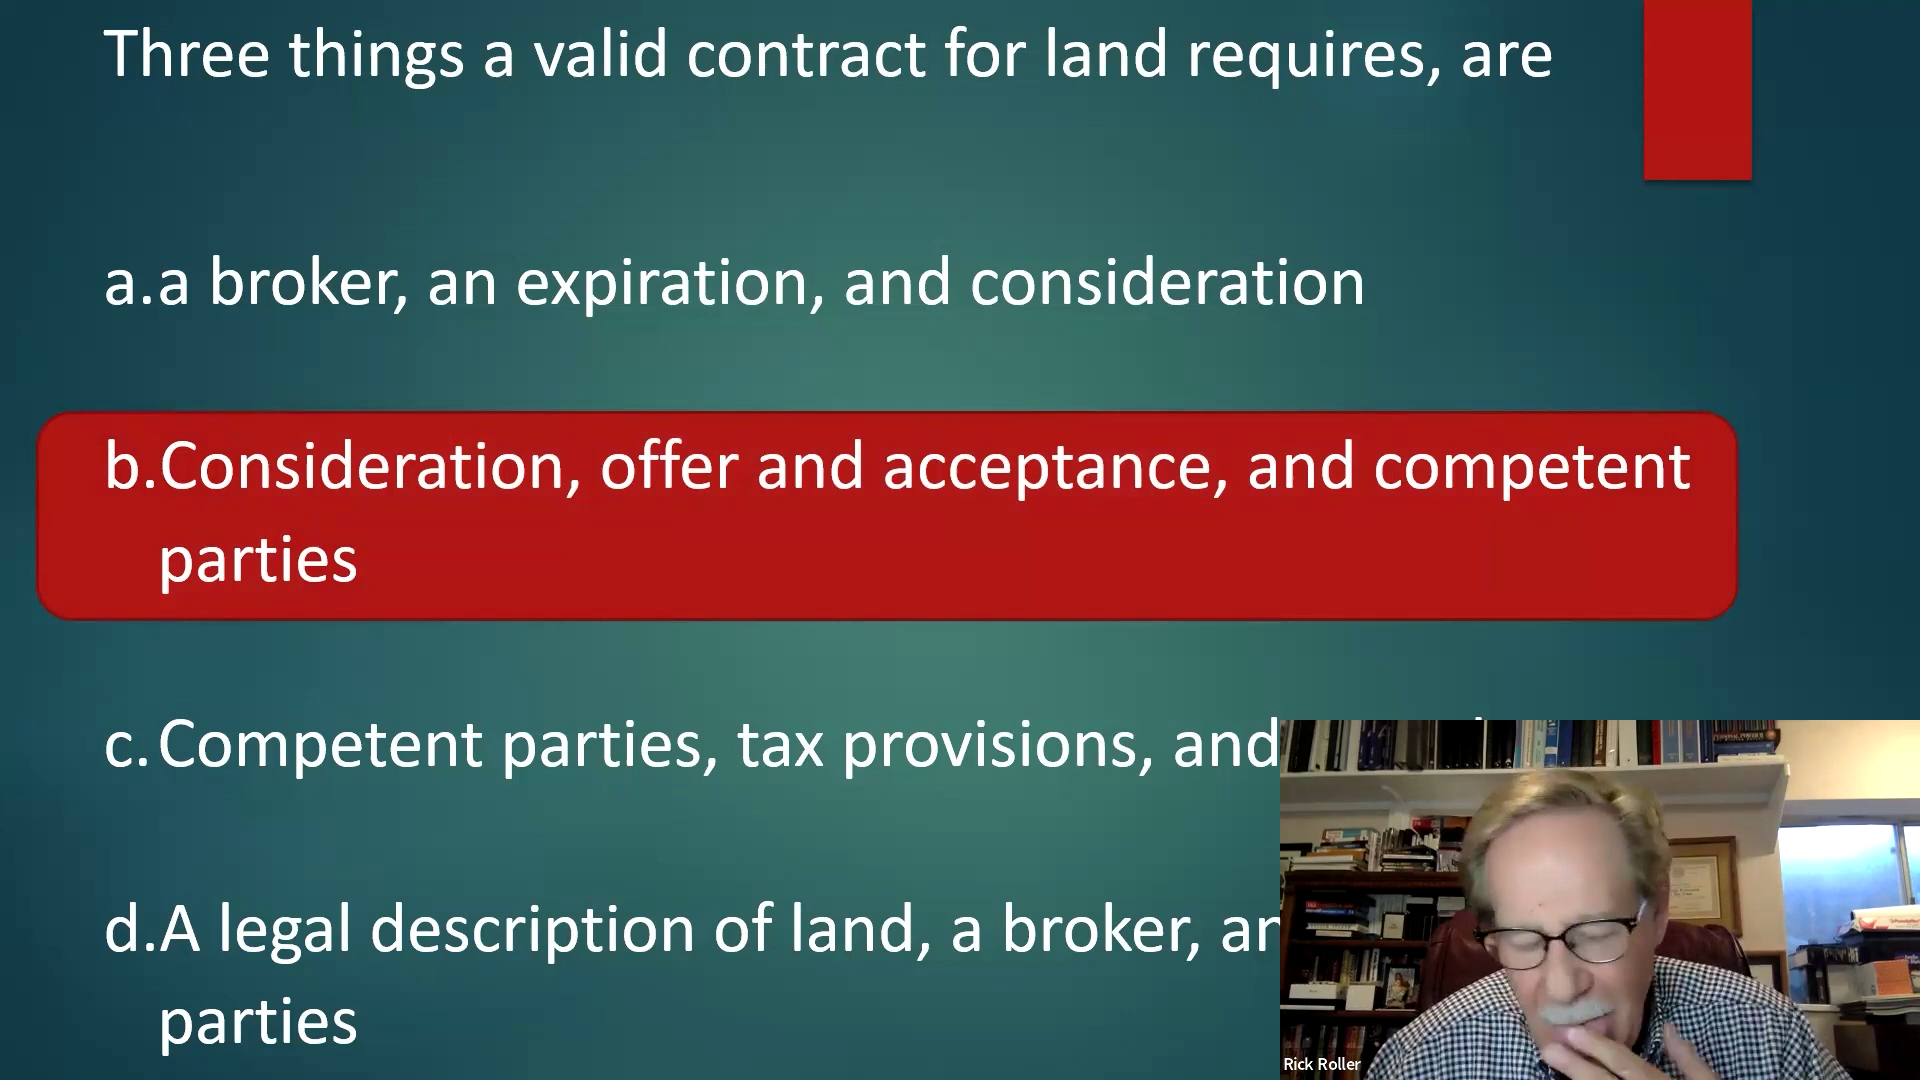 Three things a valid contract for land requires, are
a.a broker, an expiration, and consideration
b.Consideration, offer and acceptance, and competent
parties
c.Competent parties, tax provisions, and
d.A legal description of land, a broker,
parties
Rick Roller